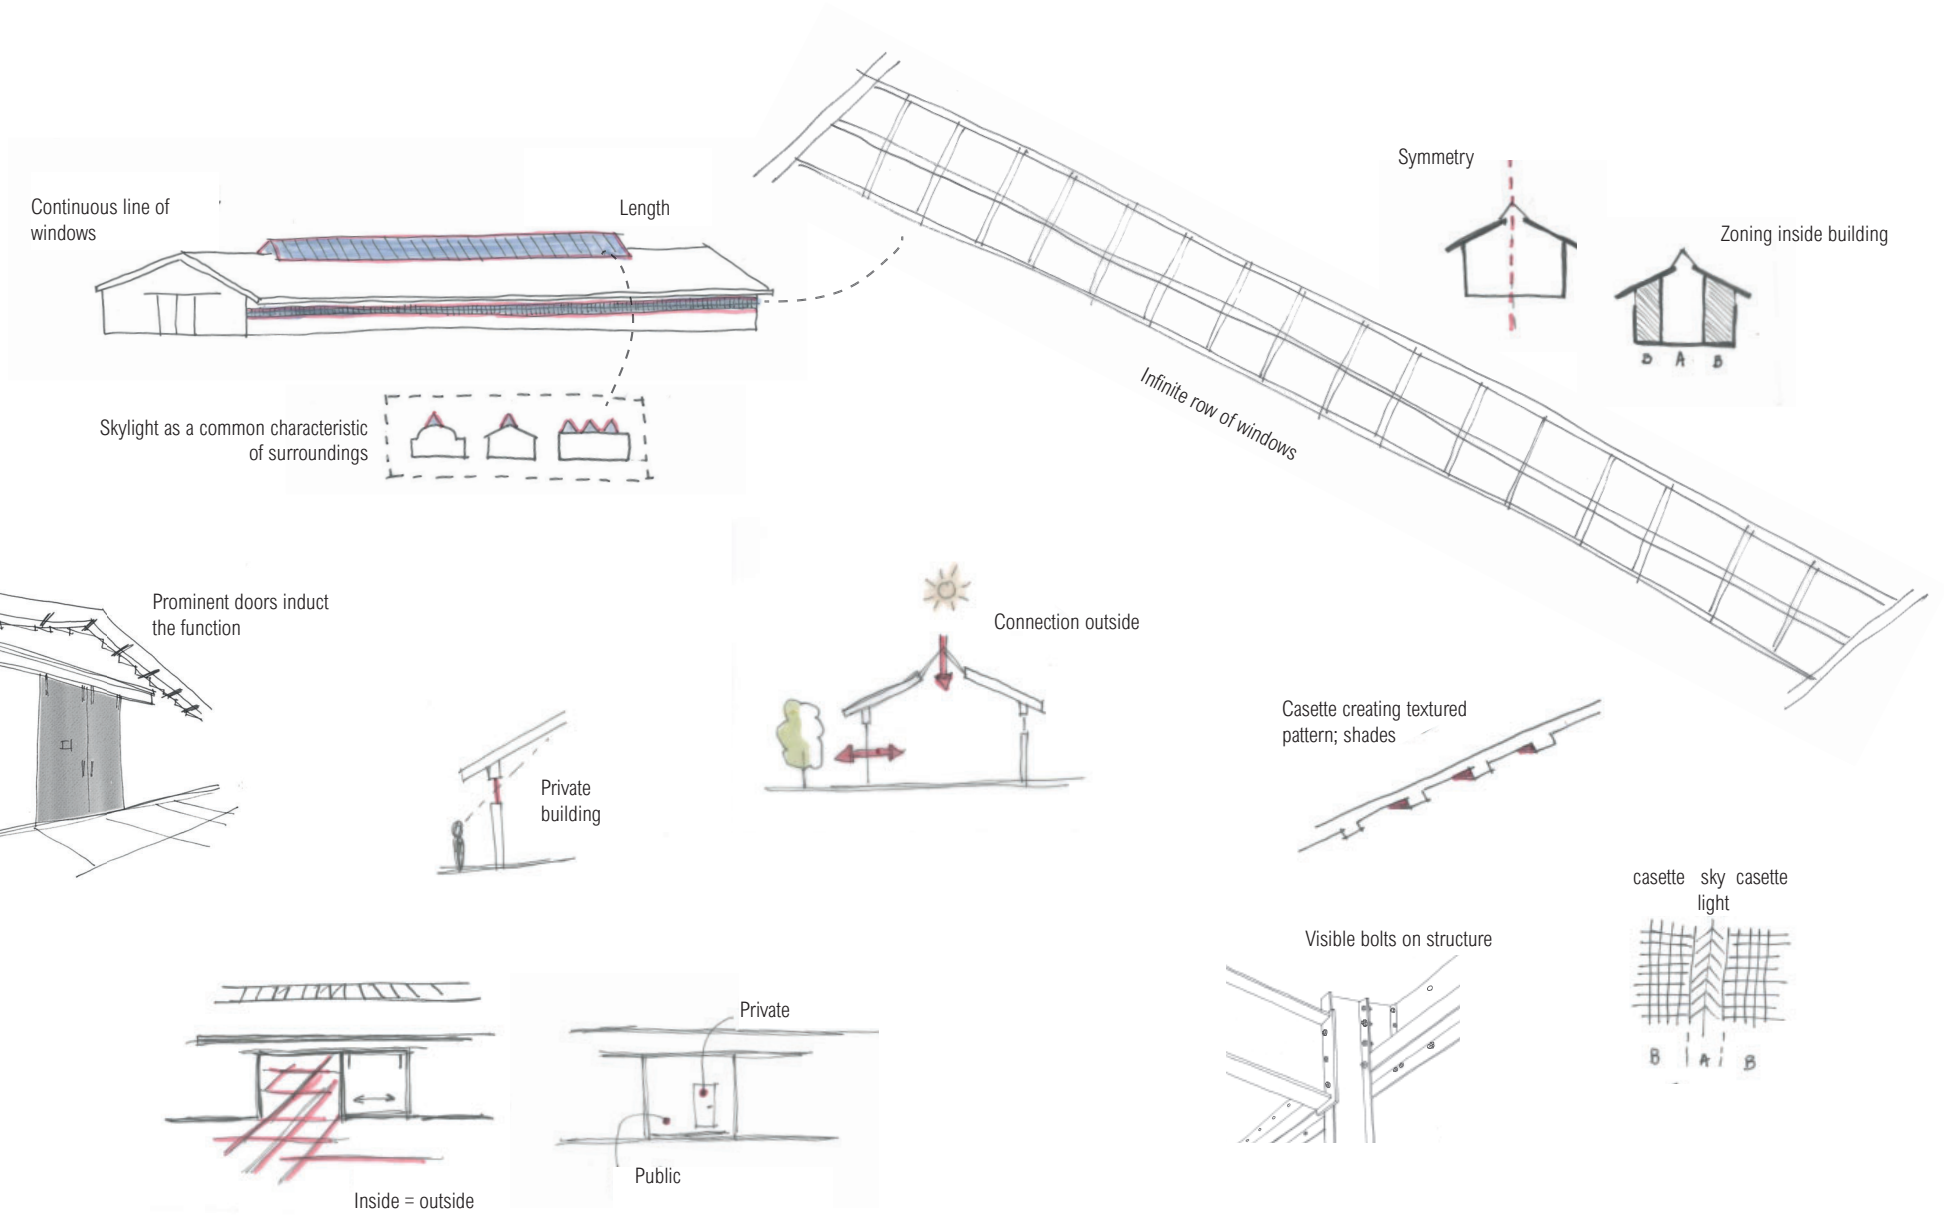 Continuous line of
windows
Length
Symmetry
Zoning inside building
B A B
Skylight as a common characteristic
of surroundings
Infinite row of windows
Prominent doors induct
the function
Connection outside
Private
building
Casette creating textured
pattern; shades
casette sky casette
light
B A B
Visible bolts on structure
Private
Public
Inside = outside